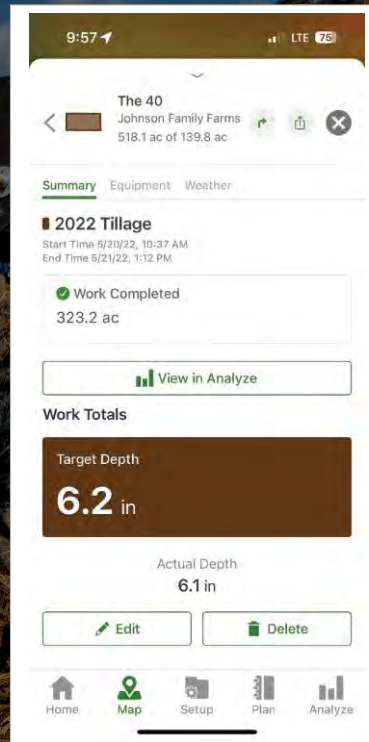 9:57
LTE 75
The 40
Johnson Family Farms
518.1 ac of 139.8 ac
Summary Equipment Weather
2022 Tillage
Start Time 5/20/22, 10:37 AM
End Time 5/21/22, 1:12 PM
Work Completed
323.2 ac
View in Analyze
Work Totals
Target Depth
6.2 in
Actual Depth
6.1 in
Edit Delete
Home Map Setup Plan Analyze